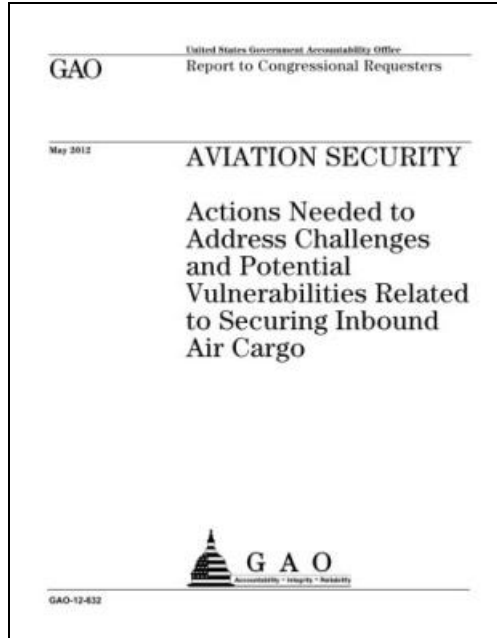 United States Government Accountability Office
GAO
Report to Congressional Requesters
May 2012
AVIATION SECURITY
Actions Needed to
Address Challenges
and Potential
Vulnerabilities Related
to Securing Inbound
Air Cargo
G A O
Accountability * Integrity * Reliability
GAO-12-632